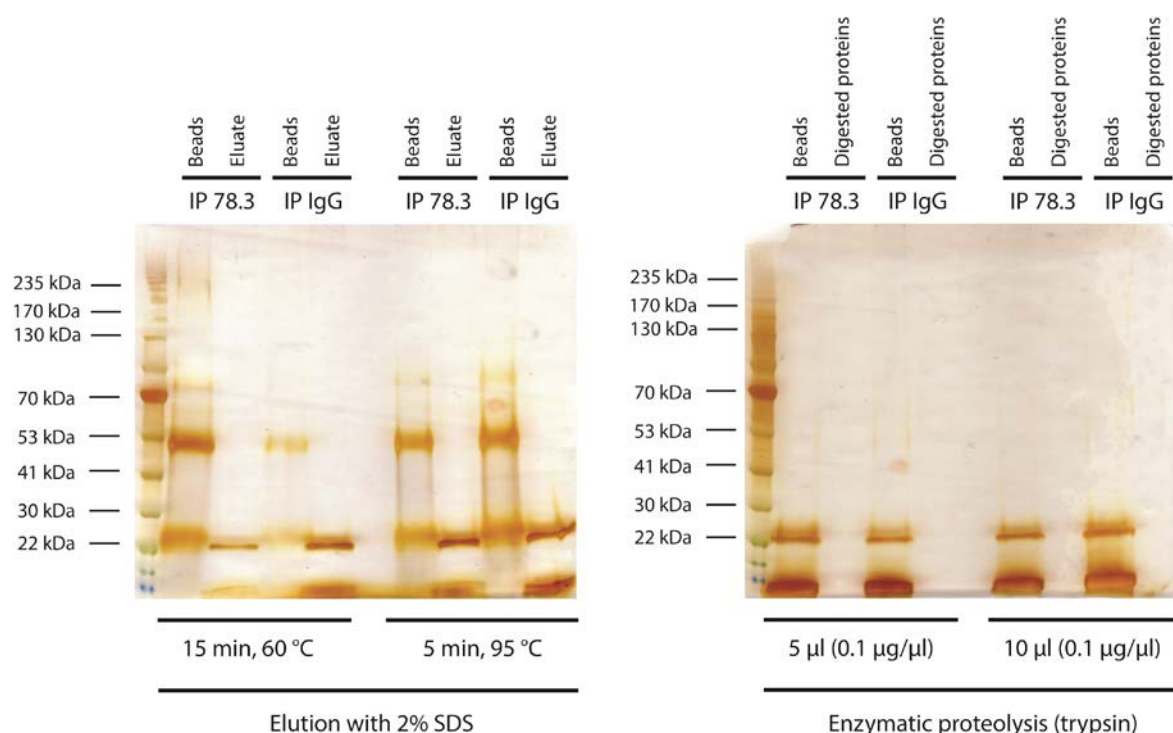 Beads
Eluate
Beads
Eluate
Beads
Eluate
Beads
Eluate
IP 78.3
IP IgG
IP 78.3
IP IgG
235 kDa
170 kDa
130 kDa
70 kDa
53 kDa
41 kDa
30 kDa
22 kDa
15 min, 60 °C
5 min, 95 °C
Elution with 2% SDS
Beads
Digested proteins
Beads
Digested proteins
Beads
Digested proteins
Beads
Digested proteins
IP 78.3
IP IgG
IP 78.3
IP IgG
235 kDa
170 kDa
130 kDa
70 kDa
53 kDa
41 kDa
30 kDa
22 kDa
5 µl (0.1 µg/µl)
10 µl (0.1 µg/µl)
Enzymatic proteolysis (trypsin)